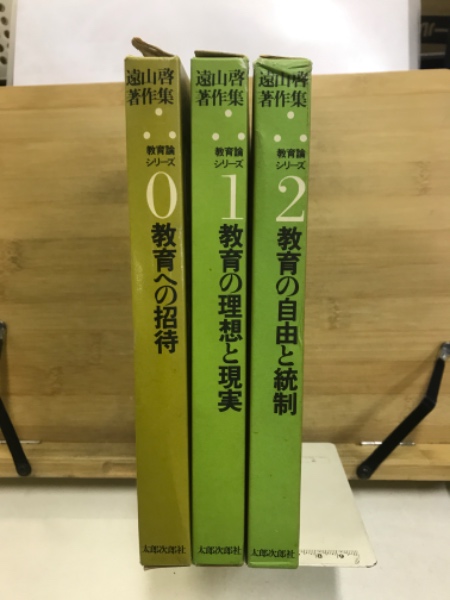 遠山啓
著作集
教育論
シリーズ
0
教育への招待
太郎次郎社
遠山啓
著作集
教育論
シリーズ
1
教育の理想と現実
太郎次郎社
遠山啓
著作集
教育論
シリーズ
2
教育の自由と統制
太郎次郎社